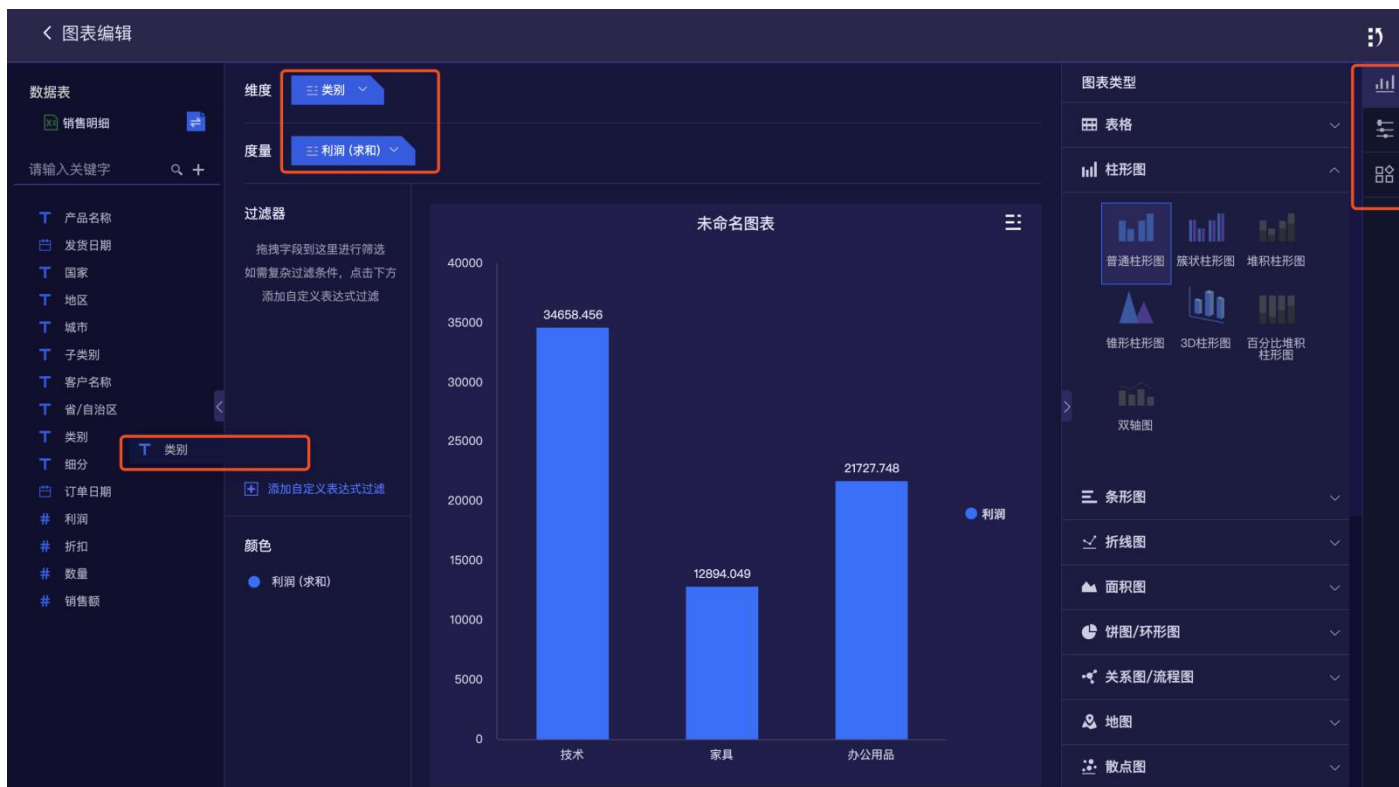 图表编辑
数据表
销售明细
请输入关键字
产品名称
发货日期
国家
地区
城市
子类别
客户名称
省/自治区
类别
类别
细分
订单日期
利润
折扣
数量
销售额
维度
类别
度量
利润 (求和)
过滤器
拖拽字段到这里进行筛选
如需复杂过滤条件，点击下方
添加自定义表达式过滤
添加自定义表达式过滤
颜色
利润 (求和)
未命名图表
40000
35000
30000
25000
20000
15000
10000
5000
0
34658.456
12894.049
21727.748
技术
家具
办公用品
利润
图表类型
表格
柱形图
普通柱形图
簇状柱形图
堆积柱形图
锥形柱形图
3D柱形图
百分比堆积
柱形图
双轴图
条形图
折线图
面积图
饼图/环形图
关系图/流程图
地图
散点图